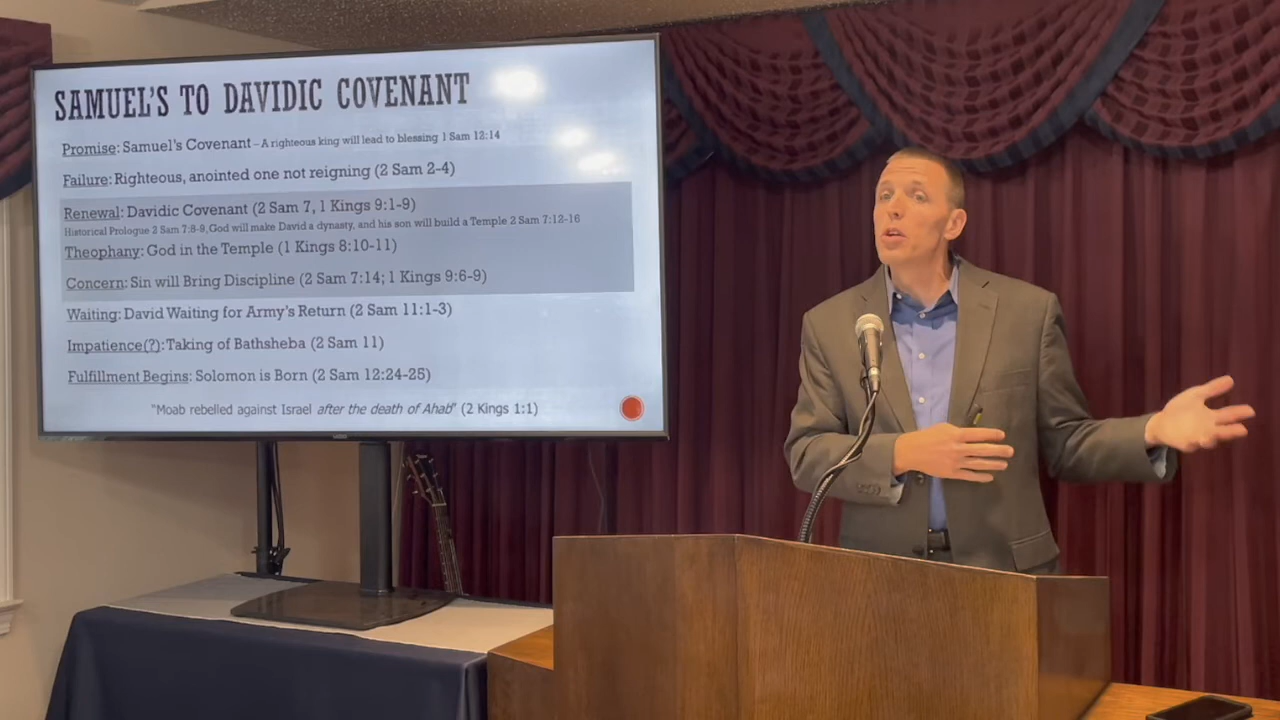 SAMUEL'S TO DAVIDIC COVENANT
Promise: Samuel's Covenant – A righteous king will lead to blessing 1 Sam 12:14
Failure: Righteous, anointed one not reigning (2 Sam 2-4)
Renewal: Davidic Covenant (2 Sam 7, 1 Kings 9:1-9)
Historical Prologue 2 Sam 7:8-9, God will make David a dynasty, and his son will build a Temple 2 Sam 7:12-16
Theophany: God in the Temple (1 Kings 8:10-11)
Concern: Sin will Bring Discipline (2 Sam 7:14; 1 Kings 9:6-9)
Waiting: David Waiting for Army's Return (2 Sam 11:1-3)
Impatience(?): Taking of Bathsheba (2 Sam 11)
Fulfillment Begins: Solomon is Born (2 Sam 12:24-25)
"Moab rebelled against Israel after the death of Ahab" (2 Kings 1:1)